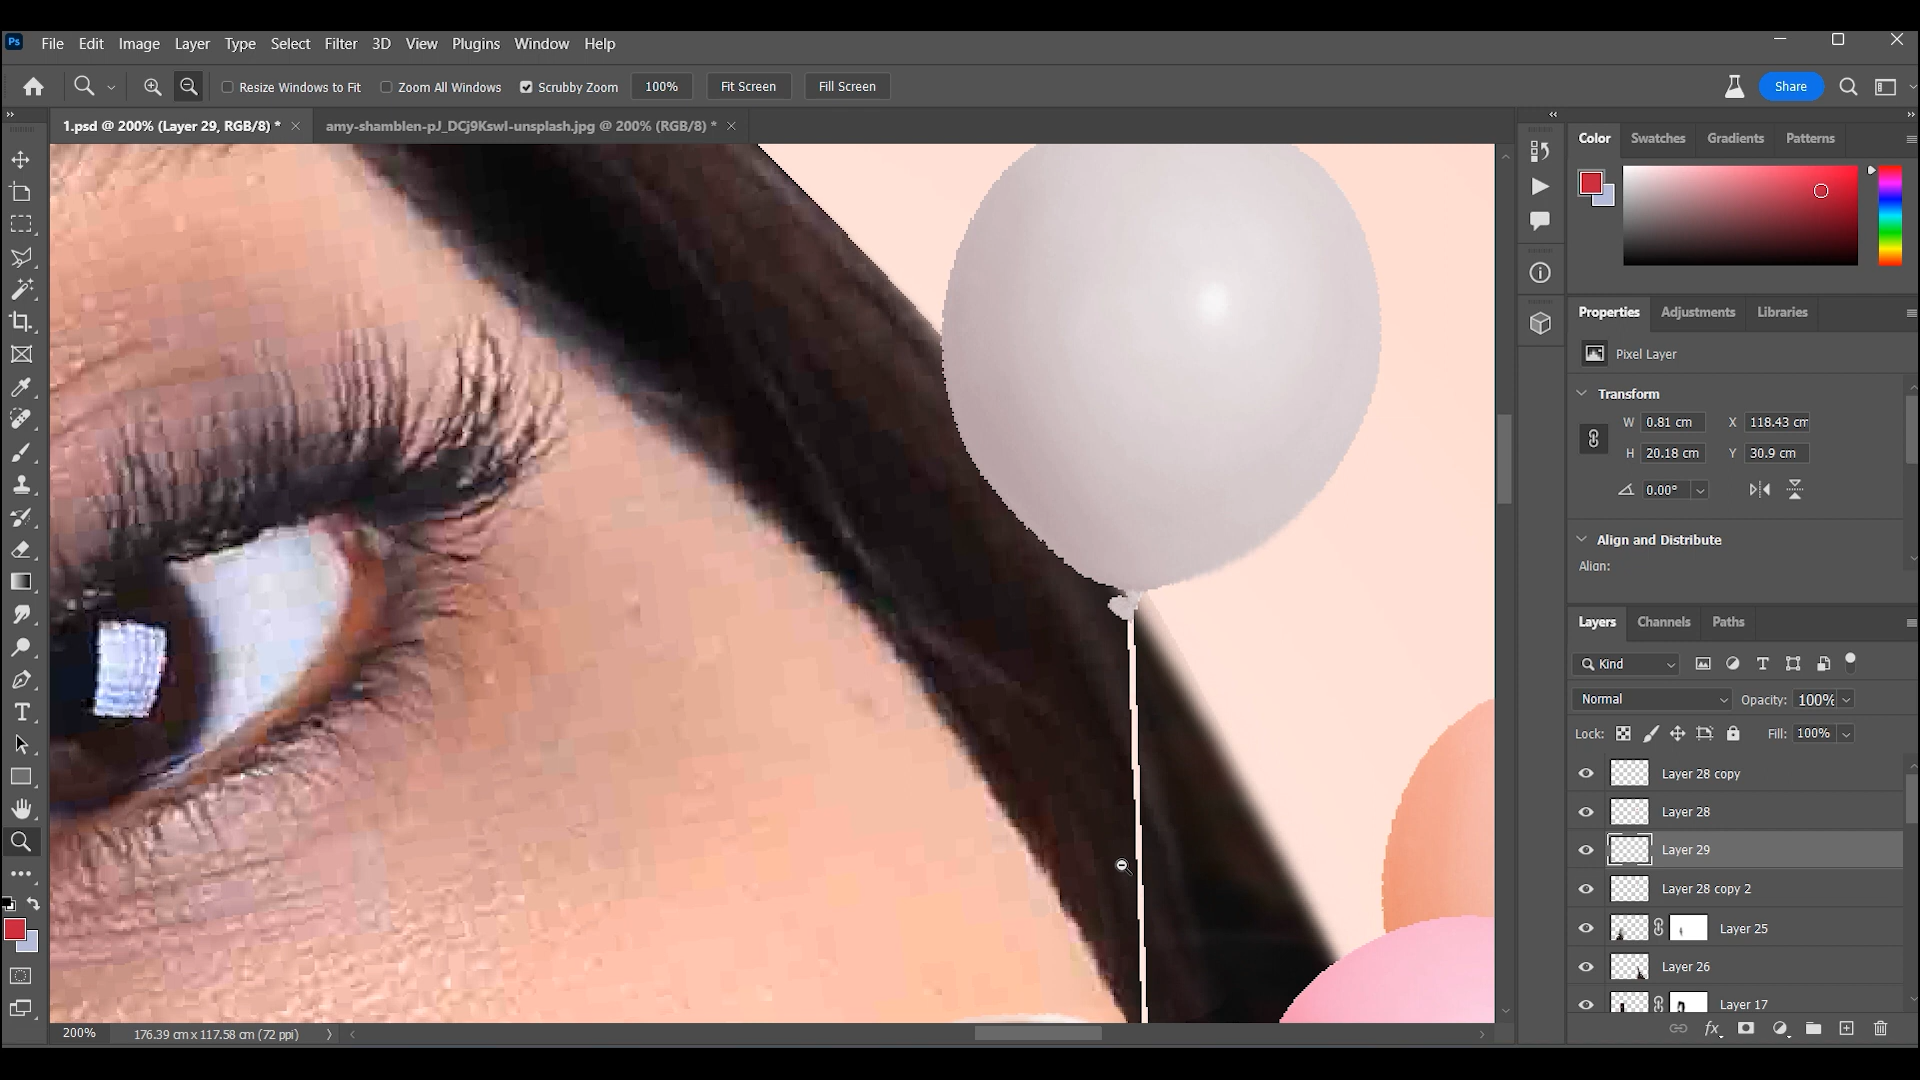 Ps File Edit Image Layer Type Select Filter 3D View Plugins Window Help
Resize Windows to Fit Zoom All Windows Scrubby Zoom 100% Fit Screen Fill Screen Share
1.psd @ 200% (Layer 29, RGB/8) * amy-shamblen-pJ_DCj9KswI-unsplash.jpg @ 200% (RGB/8) *
Color Swatches Gradients Patterns
Properties Adjustments Libraries
Pixel Layer
Transform
W 0.81 cm X 118.43 cm
H 20.18 cm Y 30.9 cm
0.00°
Align and Distribute
Align:
Layers Channels Paths
Kind
Normal Opacity: 100%
Lock: Fill: 100%
Layer 28 copy
Layer 28
Layer 29
Layer 28 copy 2
Layer 25
Layer 26
Layer 17
fx
200% 176.39 cm x 117.58 cm (72 ppi)